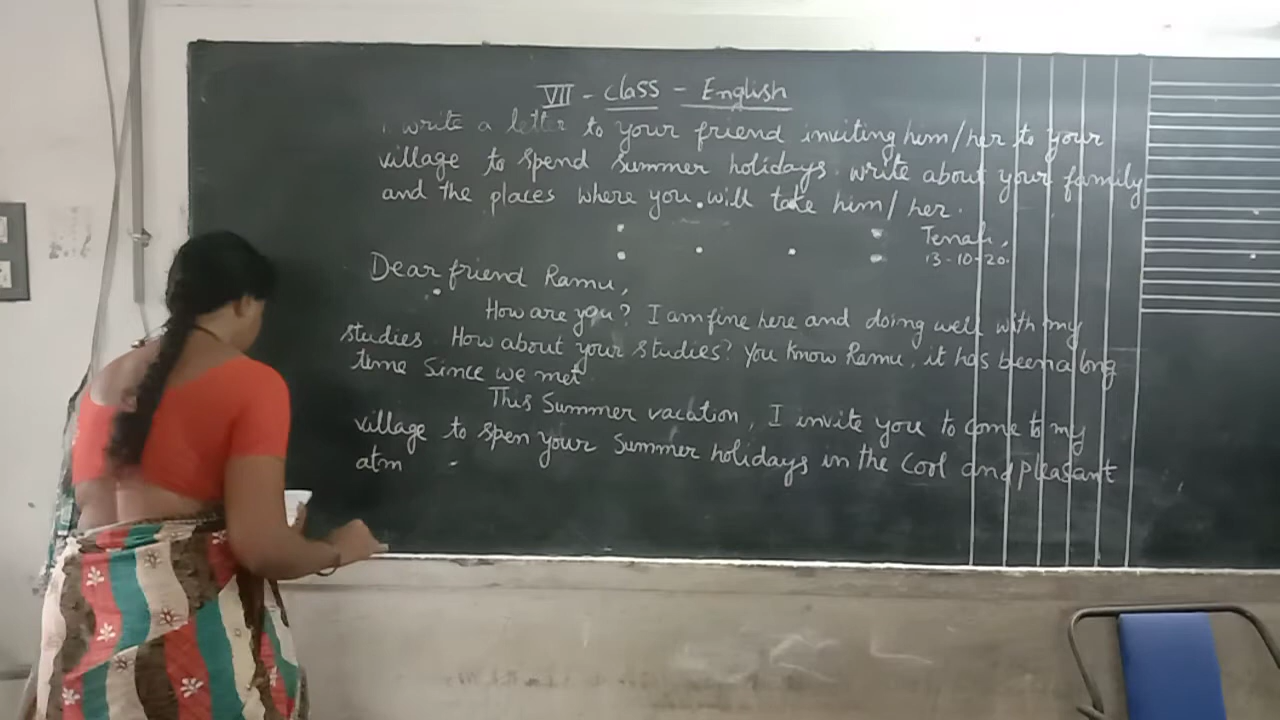 VII - class - English
1. write a letter to your friend inviting him/her to your
village to spend summer holidays. write about your family
and the places where you will take him/her.
Tenali,
13-10-20.
Dear friend Ramu,
How are you? I am fine here and doing well with my
studies. How about your studies? You know Ramu, it has been a long
time since we met.
This Summer vacation, I invite you to come to my
village to spen your Summer holidays in the cool and pleasant
atm